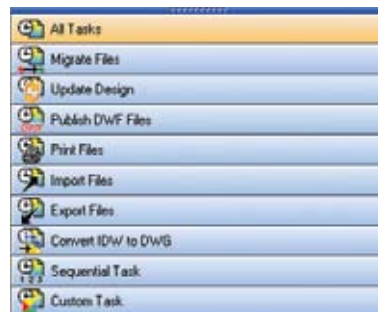 All Tasks
Migrate Files
Update Design
Publish DWF Files
Print Files
Import Files
Export Files
Convert IDW to DWG
Sequential Task
Custom Task